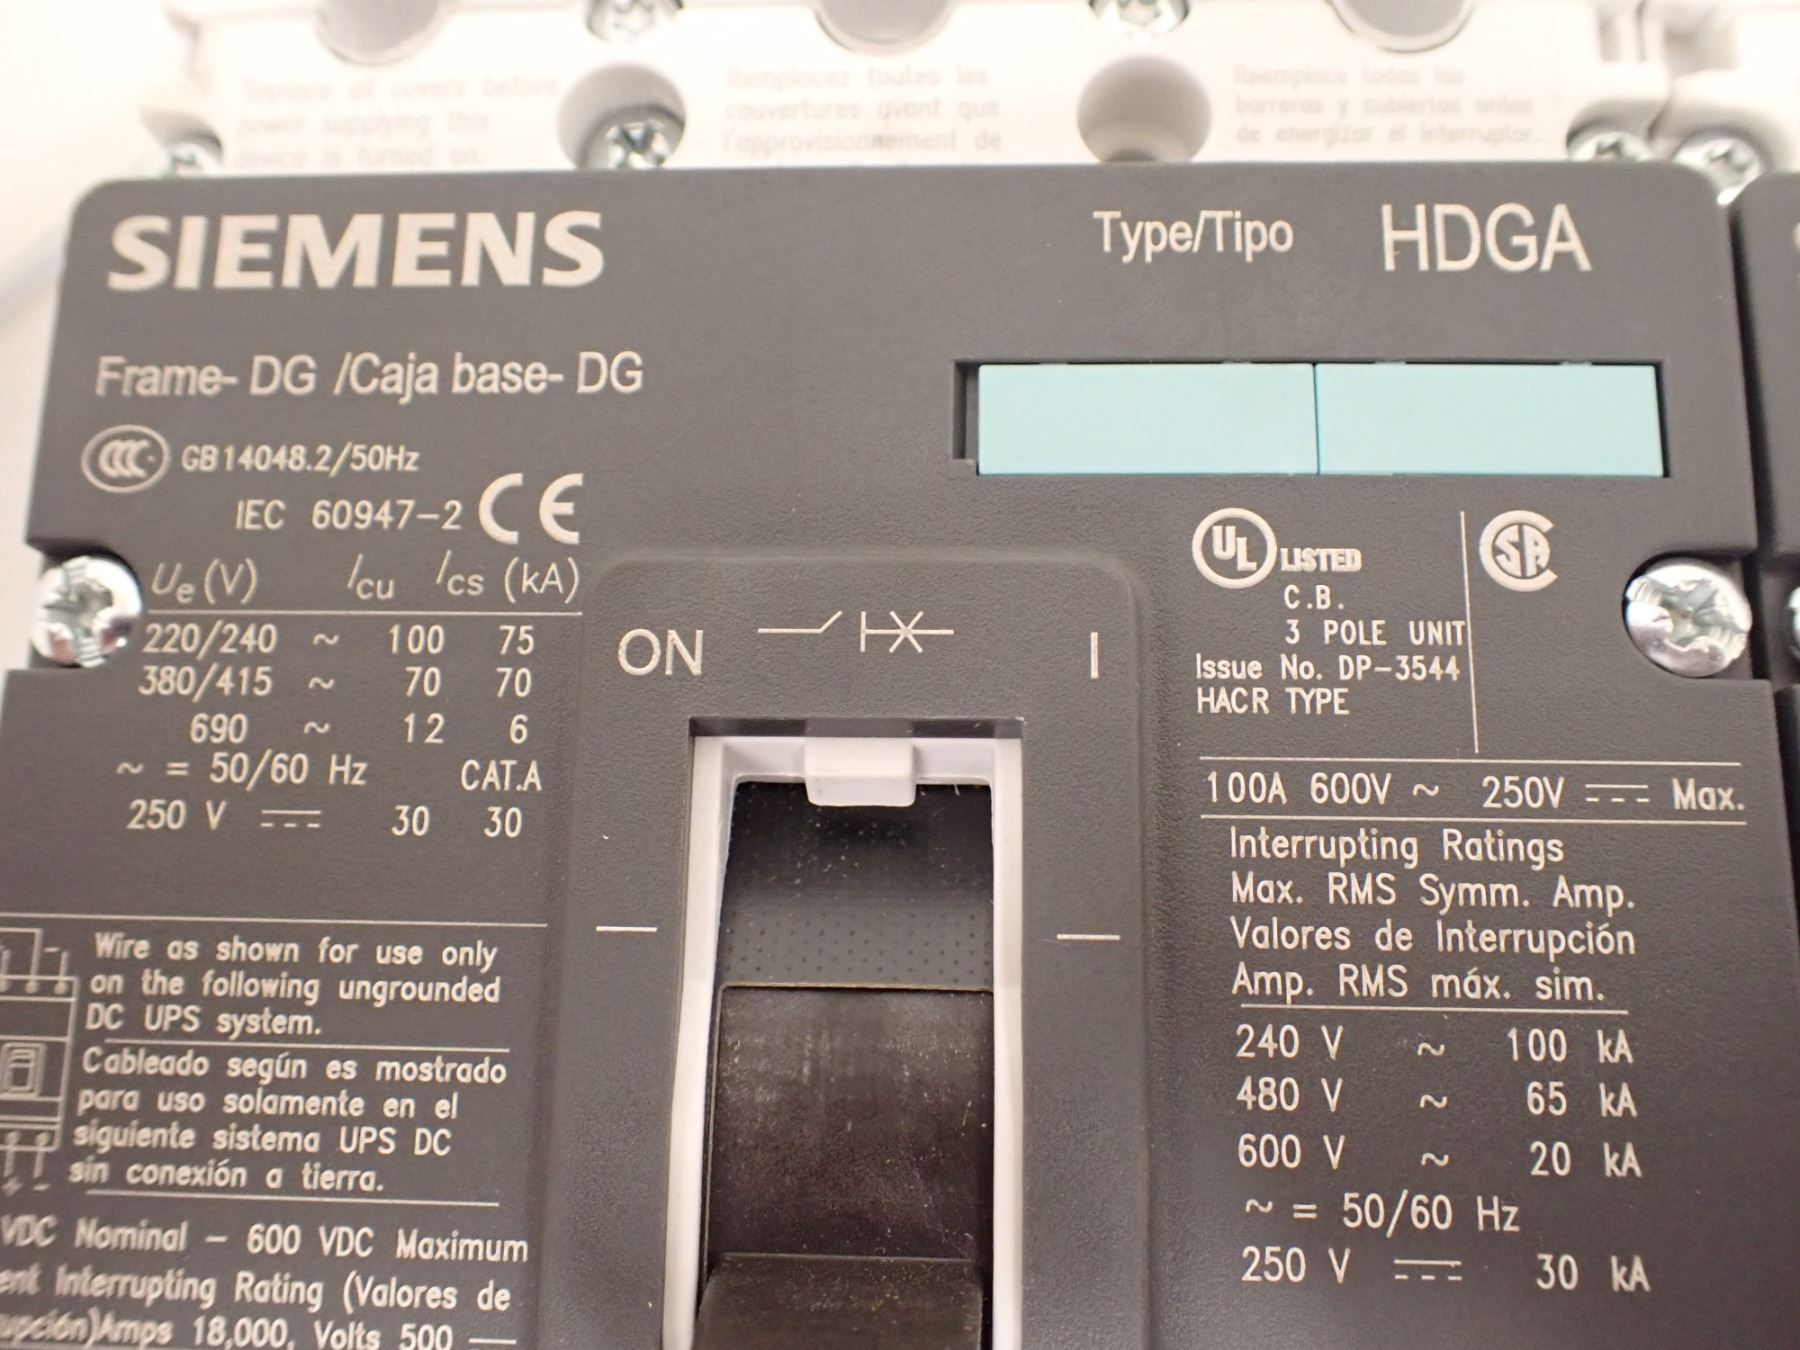 Replace all covers before
power supplying this
device is turned on.
Remplacez toutes les
couvertures avant que
l'approvisionnement de
Reemplace todas las
barreras y cubiertas antes
de energizar el interruptor.
SIEMENS
Type/Tipo HDGA
Frame- DG /Caja base- DG
CCC GB14048.2/50Hz
IEC 60947-2 CE
Ue (V) Icu Ics (kA)
220/240 ~ 100 75
380/415 ~ 70 70
690 ~ 12 6
~ = 50/60 Hz CAT.A
250 V ⎓ 30 30
Wire as shown for use only
on the following ungrounded
DC UPS system.
Cableado según es mostrado
para uso solamente en el
siguiente sistema UPS DC
sin conexión a tierra.
+ -
VDC Nominal - 600 VDC Maximum
Interrupting Rating (Valores de
Amps 18,000, Volts 500
ON I
UL LISTED SA
C.B.
3 POLE UNIT
Issue No. DP-3544
HACR TYPE
100A 600V ~ 250V ⎓ Max.
Interrupting Ratings
Max. RMS Symm. Amp.
Valores de Interrupción
Amp. RMS máx. sim.
240 V ~ 100 kA
480 V ~ 65 kA
600 V ~ 20 kA
~ = 50/60 Hz
250 V ⎓ 30 kA